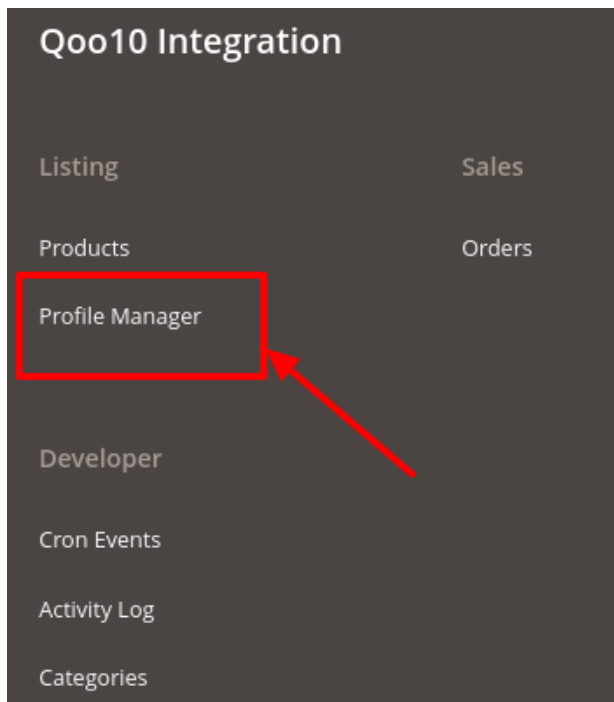 Qoo10 Integration
Listing
Sales
Products
Orders
Profile Manager
Developer
Cron Events
Activity Log
Categories